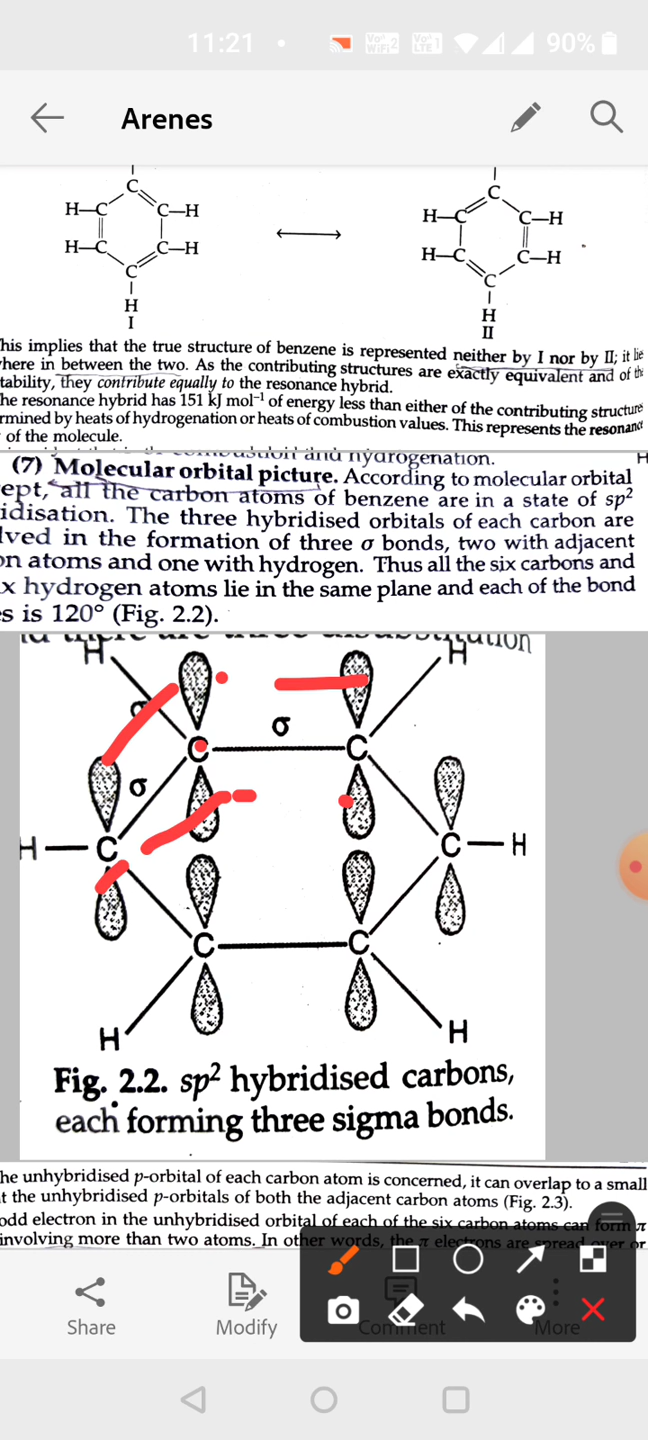 11:21
90%
Arenes
C
H—C C—H
H—C C—H
C
H
I
C
H—C C—H
H—C C—H
C
H
II
his implies that the true structure of benzene is represented neither by I nor by II; it lie
here in between the two. As the contributing structures are exactly equivalent and of th
tability, they contribute equally to the resonance hybrid.
he resonance hybrid has 151 kJ mol⁻¹ of energy less than either of the contributing structure
rmined by heats of hydrogenation or heats of combustion values. This represents the resonanc
of the molecule.
and hydrogenation.
H
(7) Molecular orbital picture. According to molecular orbital
ept, all the carbon atoms of benzene are in a state of sp²
idisation. The three hybridised orbitals of each carbon are
lved in the formation of three σ bonds, two with adjacent
on atoms and one with hydrogen. Thus all the six carbons and
x hydrogen atoms lie in the same plane and each of the bond
es is 120° (Fig. 2.2).
H H
σ
C σ C
σ
H—C C—H
C C
H H
Fig. 2.2. sp² hybridised carbons,
each forming three sigma bonds.
he unhybridised p-orbital of each carbon atom is concerned, it can overlap to a small
t the unhybridised p-orbitals of both the adjacent carbon atoms (Fig. 2.3).
odd electron in the unhybridised orbital of each of the six carbon atoms can form π
involving more than two atoms. In other words, the π electrons are spread over or
Share Modify Comment More